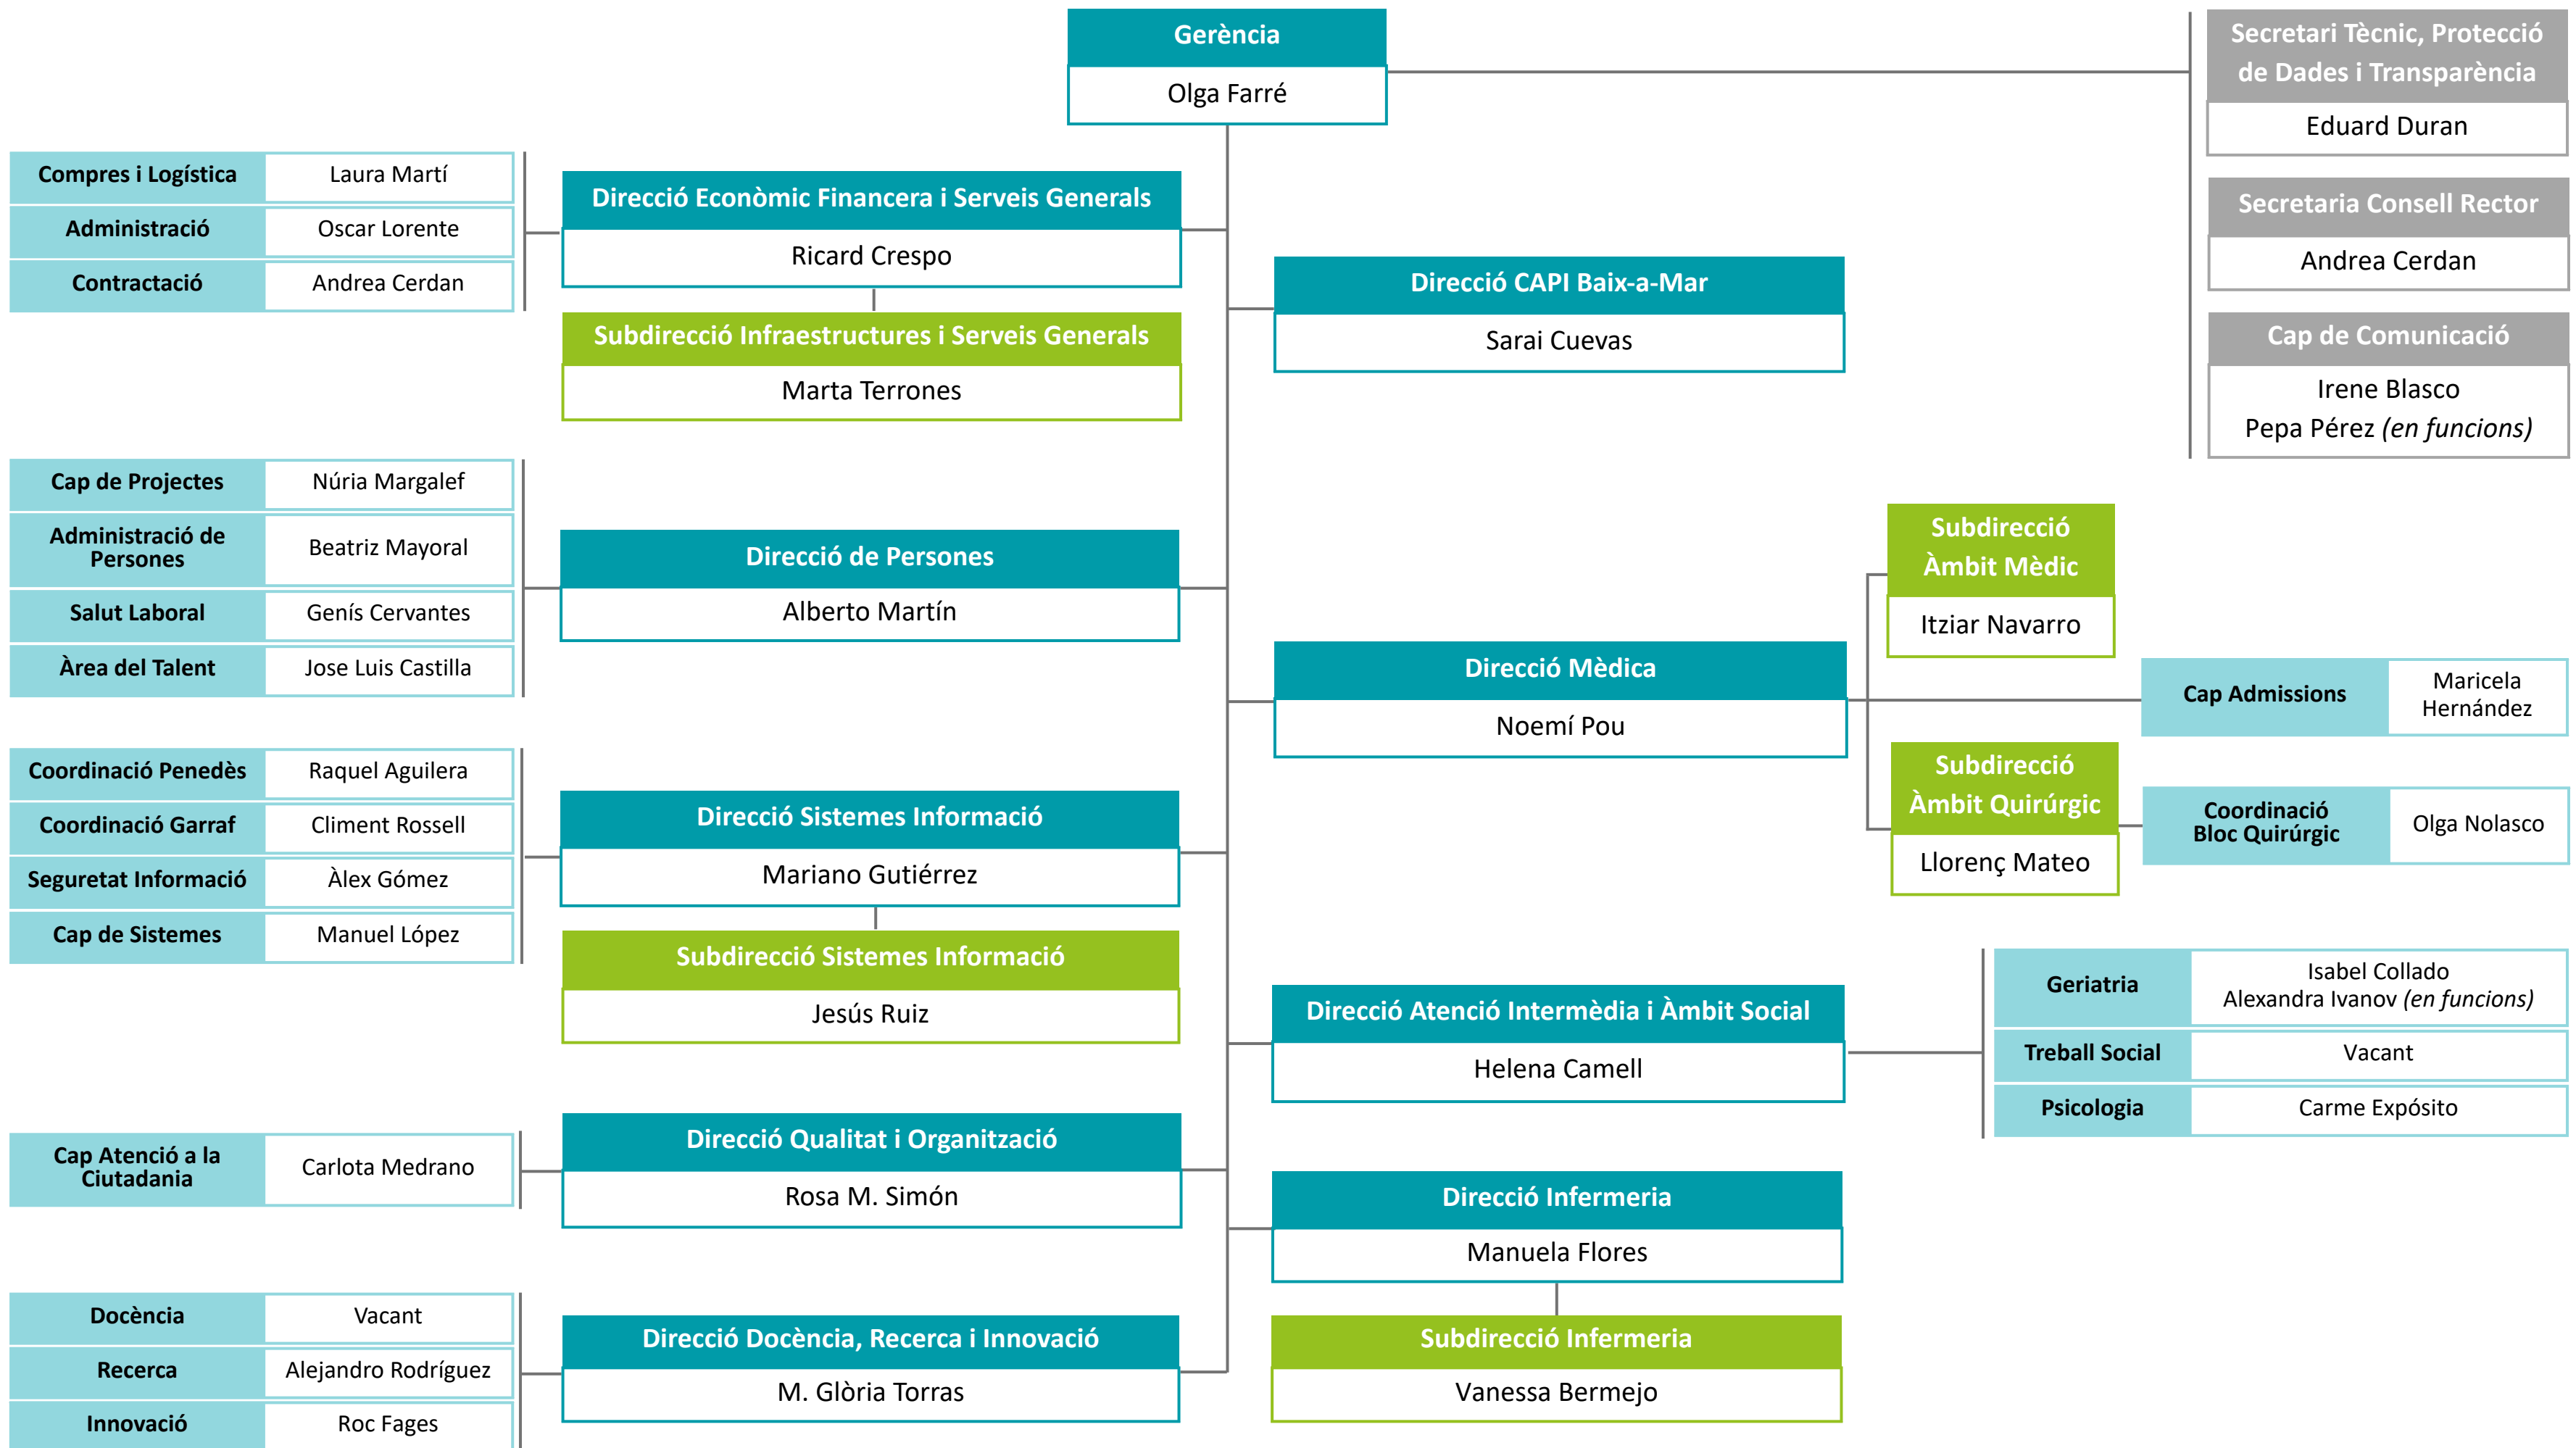 Gerència
Olga Farré
Secretari Tècnic, Protecció
de Dades i Transparència
Eduard Duran
Secretaria Consell Rector
Andrea Cerdan
Cap de Comunicació
Irene Blasco
Pepa Pérez (en funcions)
Compres i Logística
Laura Martí
Administració
Oscar Lorente
Contractació
Andrea Cerdan
Direcció Econòmic Financera i Serveis Generals
Ricard Crespo
Subdirecció Infraestructures i Serveis Generals
Marta Terrones
Direcció CAPI Baix-a-Mar
Sarai Cuevas
Cap de Projectes
Núria Margalef
Administració de
Persones
Beatriz Mayoral
Salut Laboral
Genís Cervantes
Àrea del Talent
Jose Luis Castilla
Direcció de Persones
Alberto Martín
Direcció Mèdica
Noemí Pou
Subdirecció
Àmbit Mèdic
Itziar Navarro
Cap Admissions
Maricela
Hernández
Subdirecció
Àmbit Quirúrgic
Llorenç Mateo
Coordinació
Bloc Quirúrgic
Olga Nolasco
Coordinació Penedès
Raquel Aguilera
Coordinació Garraf
Climent Rossell
Seguretat Informació
Àlex Gómez
Cap de Sistemes
Manuel López
Direcció Sistemes Informació
Mariano Gutiérrez
Subdirecció Sistemes Informació
Jesús Ruiz
Direcció Atenció Intermèdia i Àmbit Social
Helena Camell
Geriatria
Isabel Collado
Alexandra Ivanov (en funcions)
Treball Social
Vacant
Psicologia
Carme Expósito
Cap Atenció a la
Ciutadania
Carlota Medrano
Direcció Qualitat i Organització
Rosa M. Simón
Direcció Infermeria
Manuela Flores
Subdirecció Infermeria
Vanessa Bermejo
Docència
Vacant
Recerca
Alejandro Rodríguez
Innovació
Roc Fages
Direcció Docència, Recerca i Innovació
M. Glòria Torras